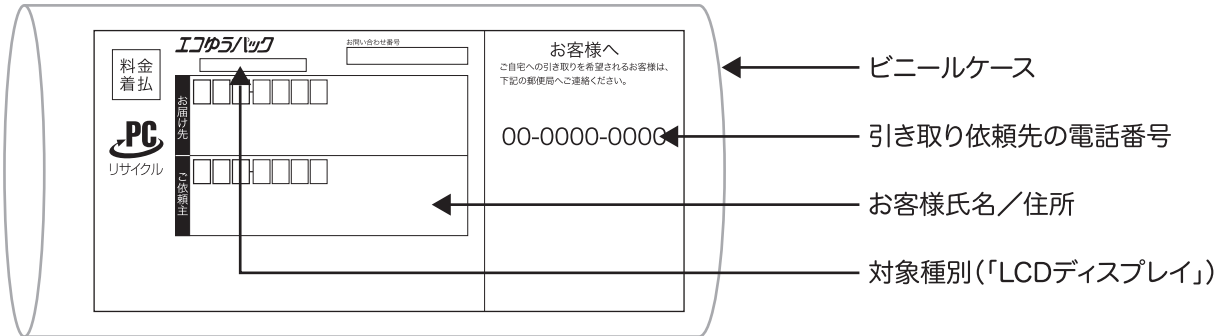 エコゆうパック
お問い合わせ番号
料金
着払
お届け先
PC
リサイクル
ご依頼主
お客様へ
ご自宅への引き取りを希望されるお客様は、
下記の郵便局へご連絡ください。
00-0000-0000
ビニールケース
引き取り依頼先の電話番号
お客様氏名／住所
対象種別（「LCDディスプレイ」）